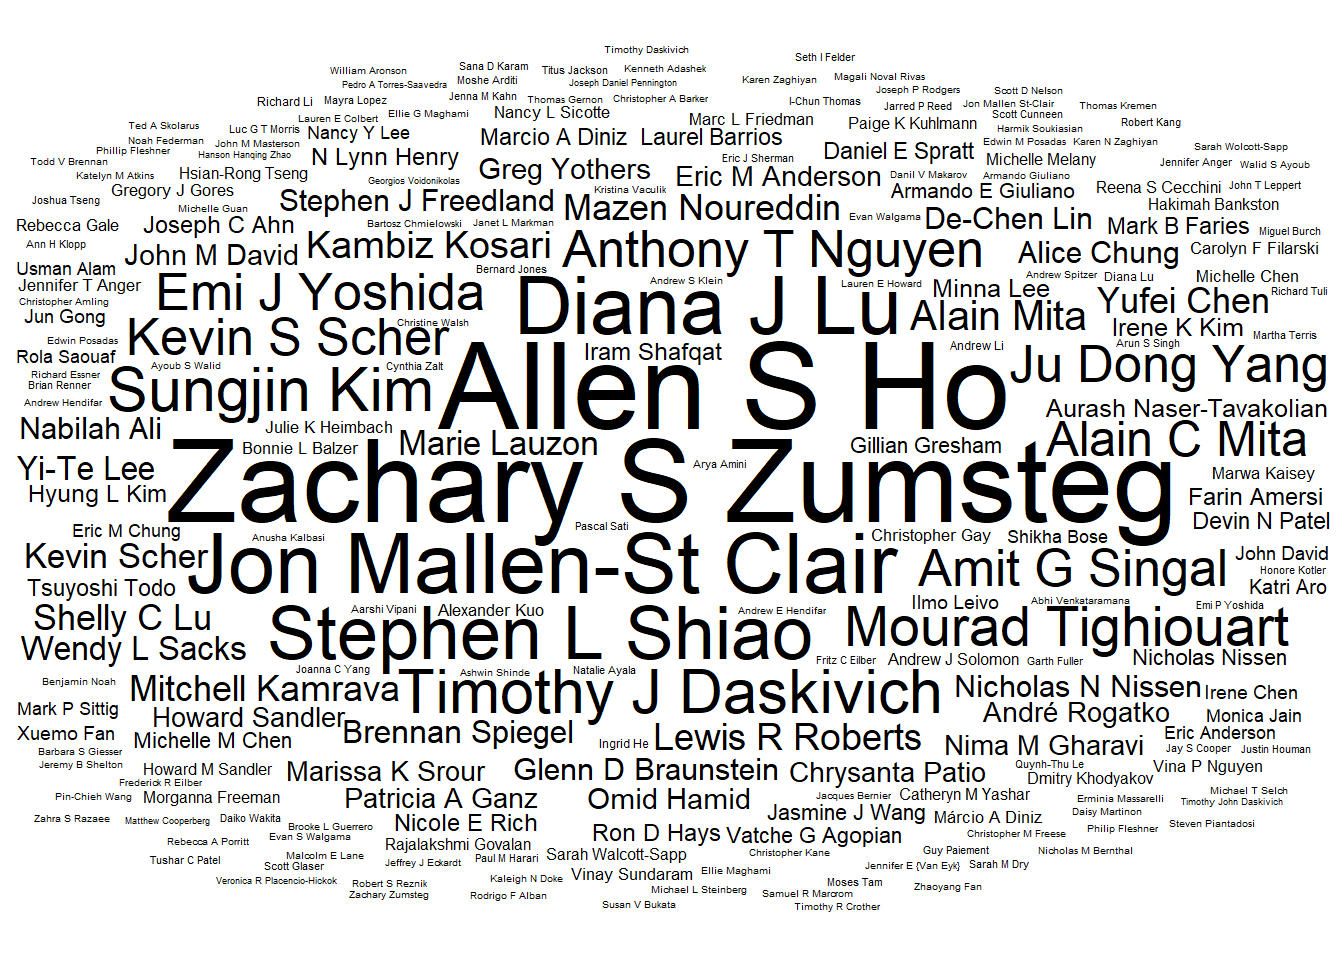 Timothy Daskivich
Seth I Felder
William Aronson
Sana D Karam
Titus Jackson
Kenneth Adashek
Pedro A Torres-Saavedra
Moshe Arditi
Joseph Daniel Pennington
Karen Zaghiyan
Magali Noval Rivas
Joseph P Rodgers
Scott D Nelson
Richard Li
Mayra Lopez
Jenna M Kahn
Thomas Gernon
Christopher A Barker
I-Chun Thomas
Jarred P Reed
Jon Mallen St-Clair
Thomas Kremen
Lauren E Colbert
Ellie G Maghami
Nancy L Sicotte
Marc L Friedman
Paige K Kuhlmann
Scott Cunneen
Harmik Soukiasian
Robert Kang
Ted A Skolarus
Luc G T Morris
Nancy Y Lee
Marcio A Diniz
Laurel Barrios
Noah Federman
John M Masterson
Edwin M Posadas
Karen N Zaghiyan
Sarah Wolcott-Sapp
Phillip Fleshner
Hanson Hanqing Zhao
N Lynn Henry
Greg Yothers
Eric J Sherman
Daniel E Spratt
Michelle Melany
Jennifer Anger
Walid S Ayoub
Todd V Brennan
Katelyn M Atkins
Hsian-Rong Tseng
Georgios Voidonikolas
Eric M Anderson
Danil V Makarov
Armando Giuliano
Joshua Tseng
Gregory J Gores
Kristina Vaculik
Armando E Giuliano
Reena S Cecchini
John T Leppert
Michelle Guan
Stephen J Freedland
Mazen Noureddin
Hakimah Bankston
Rebecca Gale
Joseph C Ahn
Bartosz Chmielowski
Janet L Markman
Evan Walgama
De-Chen Lin
Mark B Faries
Miguel Burch
Ann H Klopp
John M David
Kambiz Kosari
Anthony T Nguyen
Alice Chung
Carolyn F Filarski
Usman Alam
Bernard Jones
Andrew Spitzer
Diana Lu
Michelle Chen
Jennifer T Anger
Emi J Yoshida
Andrew S Klein
Lauren E Howard
Minna Lee
Richard Tuli
Christopher Amling
Diana J Lu
Yufei Chen
Jun Gong
Kevin S Scher
Christine Walsh
Alain Mita
Irene K Kim
Martha Terris
Edwin Posadas
Iram Shafqat
Andrew Li
Arun S Singh
Rola Saouaf
Ayoub S Walid
Cynthia Zalt
Allen S Ho
Ju Dong Yang
Richard Essner
Brian Renner
Sungjin Kim
Andrew Hendifar
Aurash Naser-Tavakolian
Nabilah Ali
Julie K Heimbach
Marie Lauzon
Gillian Gresham
Alain C Mita
Bonnie L Balzer
Yi-Te Lee
Zachary S Zumsteg
Arya Amini
Marwa Kaisey
Hyung L Kim
Farin Amersi
Devin N Patel
Eric M Chung
Anusha Kalbasi
Pascal Sati
Christopher Gay
Shikha Bose
John David
Kevin Scher
Jon Mallen-St Clair
Amit G Singal
Honore Kotler
Tsuyoshi Todo
Katri Aro
Shelly C Lu
Aarshi Vipani
Alexander Kuo
Andrew E Hendifar
Ilmo Leivo
Abhi Venkataramana
Emi P Yoshida
Stephen L Shiao
Mourad Tighiouart
Wendy L Sacks
Joanna C Yang
Ashwin Shinde
Natalie Ayala
Fritz C Eilber
Andrew J Solomon
Garth Fuller
Nicholas Nissen
Benjamin Noah
Mitchell Kamrava
Timothy J Daskivich
Nicholas N Nissen
Irene Chen
Mark P Sittig
Howard Sandler
André Rogatko
Monica Jain
Xuemo Fan
Michelle M Chen
Brennan Spiegel
Ingrid He
Lewis R Roberts
Nima M Gharavi
Eric Anderson
Barbara S Giesser
Jay S Cooper
Justin Houman
Jeremy B Shelton
Howard M Sandler
Marissa K Srour
Glenn D Braunstein
Chrysanta Patio
Quynh-Thu Le
Dmitry Khodyakov
Vina P Nguyen
Frederick R Eilber
Pin-Chieh Wang
Morganna Freeman
Patricia A Ganz
Omid Hamid
Jacques Bernier
Catheryn M Yashar
Erminia Massarelli
Michael T Selch
Timothy John Daskivich
Zahra S Razaee
Matthew Cooperberg
Daiko Wakita
Nicole E Rich
Jasmine J Wang
Márcio A Diniz
Daisy Martinon
Steven Piantadosi
Brooke L Guerrero
Ron D Hays
Vatche G Agopian
Christopher M Freese
Philip Fleshner
Rebecca A Porritt
Evan S Walgama
Rajalakshmi Govalan
Guy Paiement
Nicholas M Bernthal
Tushar C Patel
Malcolm E Lane
Scott Glaser
Jeffrey J Eckardt
Paul M Harari
Sarah Walcott-Sapp
Christopher Kane
Jennifer E {Van Eyk}
Sarah M Dry
Veronica R Placencio-Hickok
Robert S Reznik
Kaleigh N Doke
Vinay Sundaram
Ellie Maghami
Moses Tam
Zhaoyang Fan
Zachary Zumsteg
Rodrigo F Alban
Michael L Steinberg
Samuel R Marcrom
Susan V Bukata
Timothy R Crother